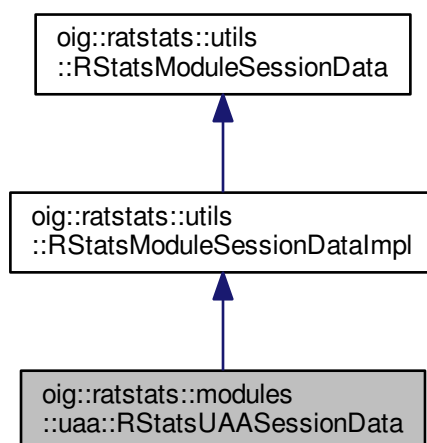 oig::ratstats::utils
::RStatsModuleSessionData
oig::ratstats::utils
::RStatsModuleSessionDataImpl
oig::ratstats::modules
::uaa::RStatsUAASessionData